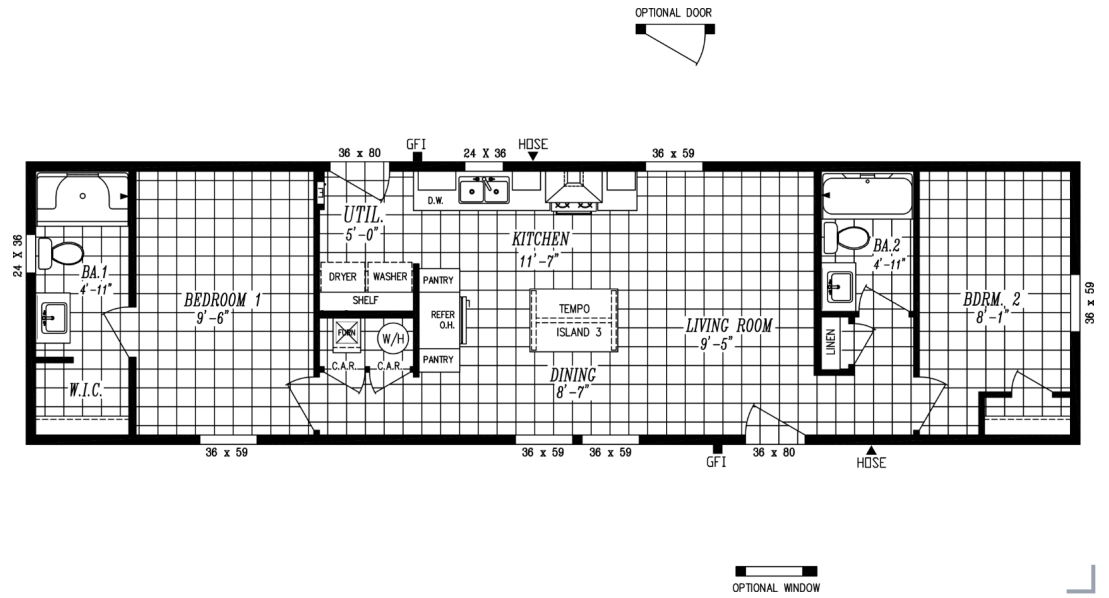 OPTIONAL DOOR
GFI
HOSE
36 x 80
24 X 36
36 x 59
D.W.
UTIL.
5'-0"
KITCHEN
11'-7"
BA.1
4'-11"
24 X 36
BA.2
4'-11"
DRYER
WASHER
PANTRY
SHELF
BEDROOM 1
9'-6"
BDRM. 2
8'-1"
36 x 59
TEMPO
ISLAND 3
REFER
O.H.
LIVING ROOM
9'-5"
FURN
W/H
LINEN
PANTRY
C.A.R.
C.A.R.
DINING
8'-7"
W.I.C.
36 x 59
36 x 59
36 x 59
GFI
36 x 80
HOSE
OPTIONAL WINDOW